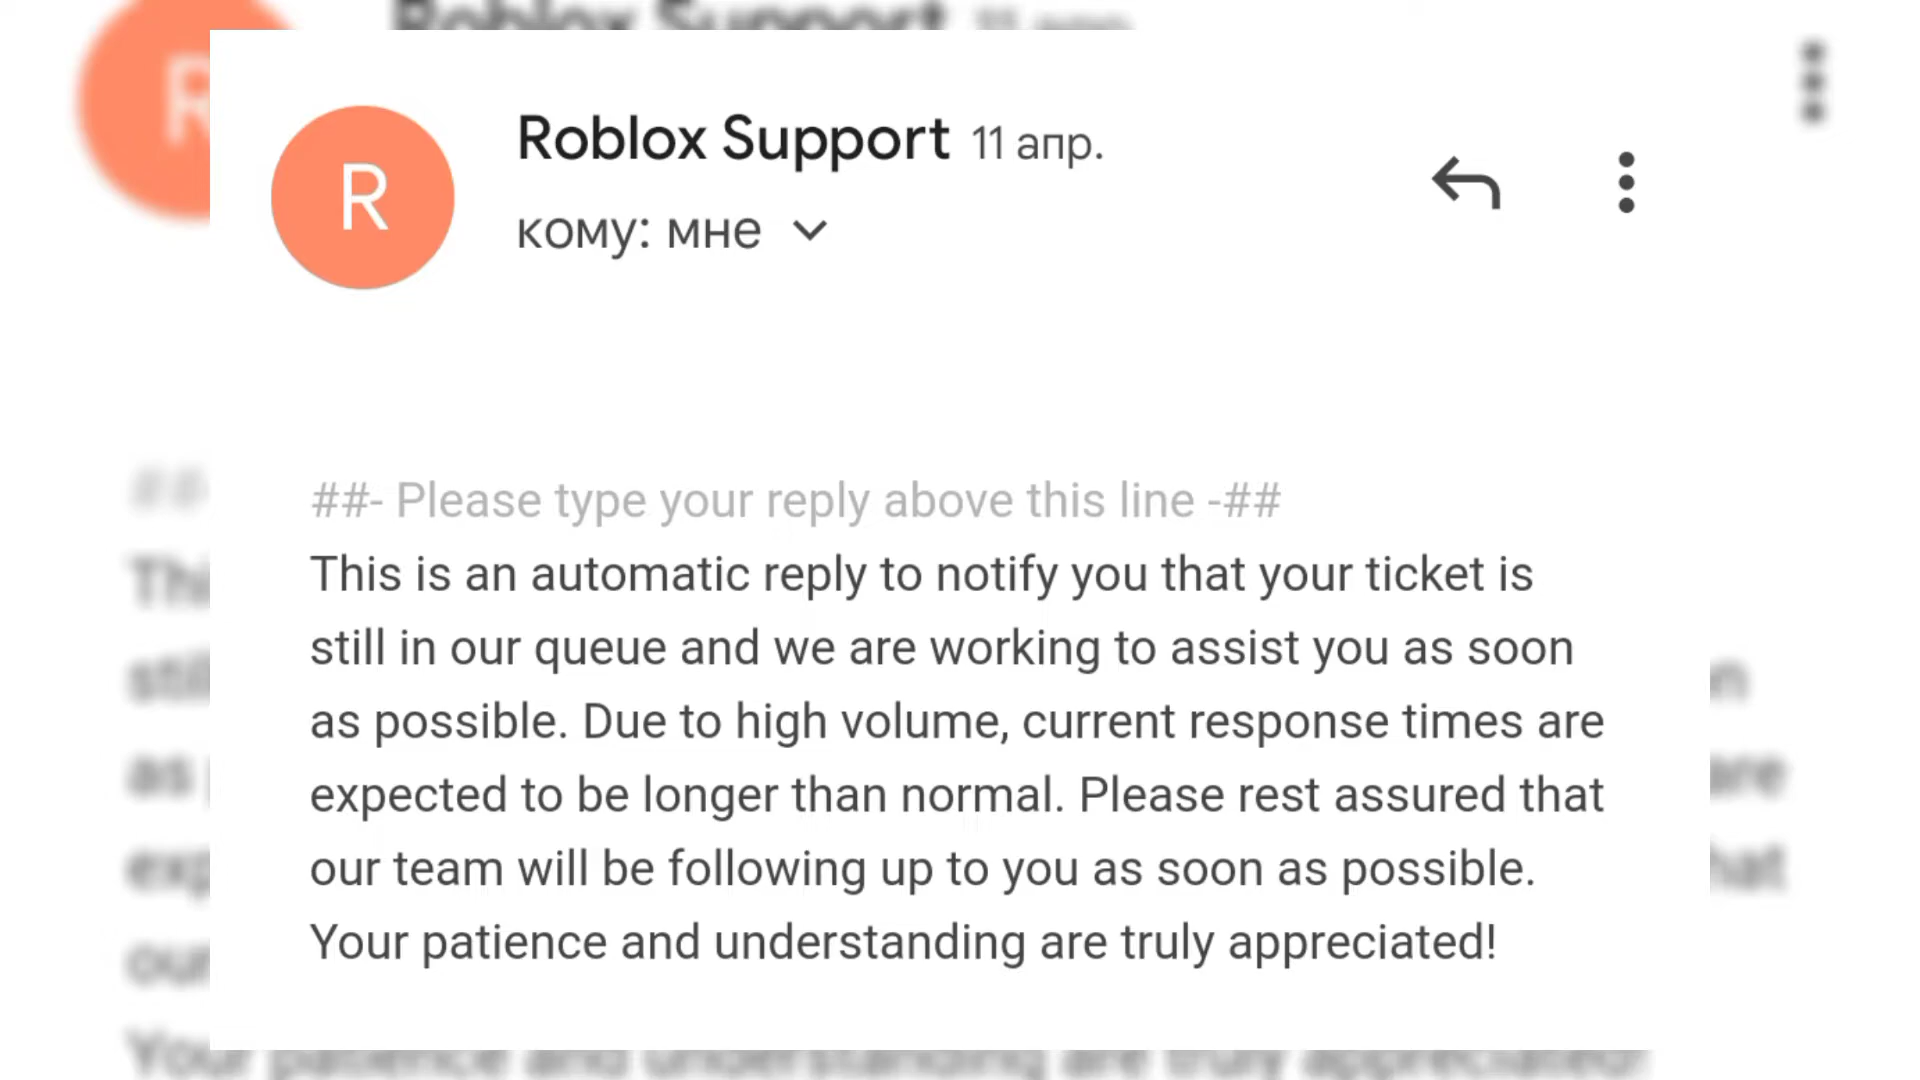 R
Roblox Support 11 апр.
кому: мне
##- Please type your reply above this line -##
This is an automatic reply to notify you that your ticket is
still in our queue and we are working to assist you as soon
as possible. Due to high volume, current response times are
expected to be longer than normal. Please rest assured that
our team will be following up to you as soon as possible.
Your patience and understanding are truly appreciated!